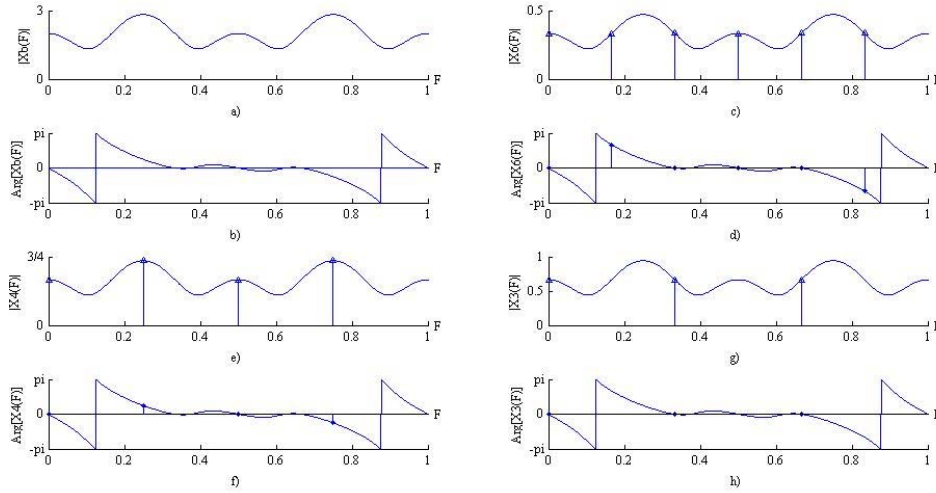 3
|Xb(F)|
0
0 0.2 0.4 0.6 0.8 1
F
a)
pi
0
-pi
Arg[Xb(F)]
0 0.2 0.4 0.6 0.8 1
F
b)
3/4
|X4(F)|
0
0 0.2 0.4 0.6 0.8 1
F
e)
pi
0
-pi
Arg[X4(F)]
0 0.2 0.4 0.6 0.8 1
F
f)
0.5
|X6(F)|
0
0 0.2 0.4 0.6 0.8 1
c)
pi
0
-pi
Arg[X6(F)]
0 0.2 0.4 0.6 0.8 1
d)
1
0.5
0
|X3(F)|
0 0.2 0.4 0.6 0.8 1
g)
pi
0
-pi
Arg[X3(F)]
0 0.2 0.4 0.6 0.8 1
h)